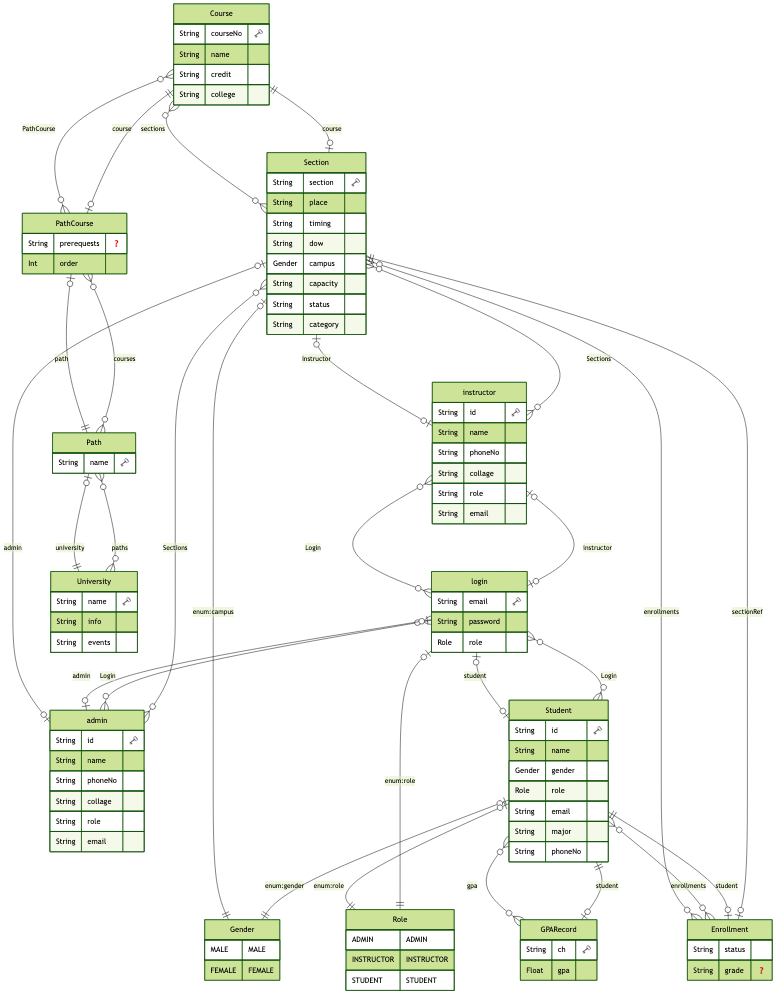 Course
String courseNo
String name
String credit
String college
PathCourse
course
sections
course
Section
String section
String place
String timing
String dow
Gender campus
String capacity
String status
String category
PathCourse
String prerequests ?
Int order
path
courses
Instructor
Sections
instructor
String id
String name
String phoneNo
String collage
String role
String email
Path
String name
admin
university
paths
Sections
Login
instructor
University
String name
String info
String events
login
String email
String password
Role role
enum:campus
enrollments
sectionRef
admin
Login
student
Login
admin
String id
String name
String phoneNo
String collage
String role
String email
Student
String id
String name
Gender gender
Role role
String email
String major
String phoneNo
enum:role
enum:gender
enum:role
gpa
student
enrollments
student
Gender
MALE MALE
FEMALE FEMALE
Role
ADMIN ADMIN
INSTRUCTOR INSTRUCTOR
STUDENT STUDENT
GPARecord
String ch
Float gpa
Enrollment
String status
String grade ?